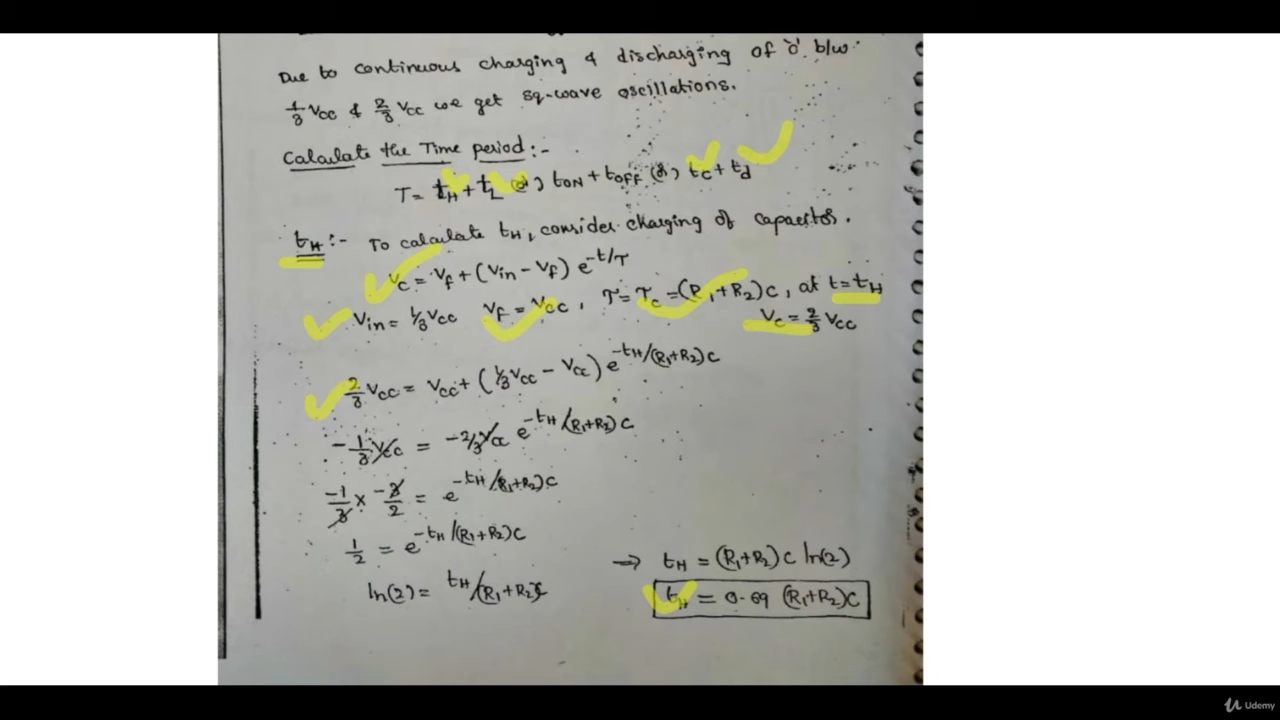 Due to continuous charging & discharging of 'c' b/w
1/3 Vcc & 2/3 Vcc we get sq-wave oscillations.
Calculate the Time period:-
T = tH + tL (or) tON + tOFF (or) tc + td
tH :- To calculate tH, consider charging of capacitor.
Vc = Vf + (Vin - Vf) e^-t/τ
Vin = 1/3 Vcc Vf = Vcc , τ = τc = (R1+R2)C, at t = tH
Vc = 2/3 Vcc
2/3 Vcc = Vcc + (1/3 Vcc - Vcc) e^-tH/(R1+R2)C
-1/3 Vcc = -2/3 Vcc e^-tH/(R1+R2)C
-1/3 x -3/2 = e^-tH/(R1+R2)C
1/2 = e^-tH/(R1+R2)C
ln(2) = tH/(R1+R2)C
→ tH = (R1+R2)C ln(2)
tH = 0.69 (R1+R2)C
Udemy